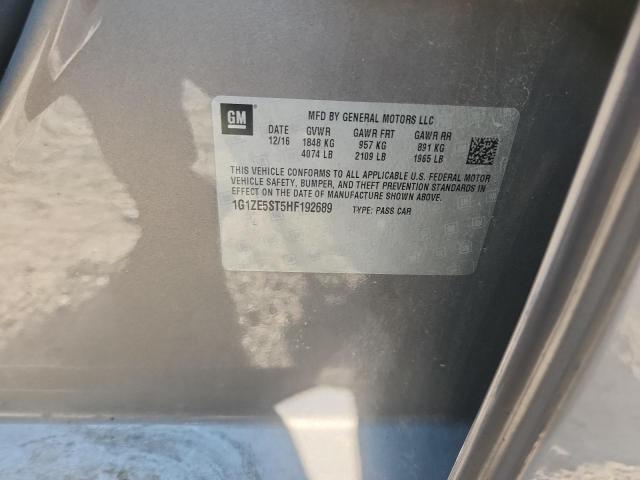 GM
MFD BY GENERAL MOTORS LLC
DATE GVWR GAWR FRT GAWR RR
12/16 1848 KG 957 KG 891 KG
4074 LB 2109 LB 1965 LB
THIS VEHICLE CONFORMS TO ALL APPLICABLE U.S. FEDERAL MOTOR
VEHICLE SAFETY, BUMPER, AND THEFT PREVENTION STANDARDS IN
EFFECT ON THE DATE OF MANUFACTURE SHOWN ABOVE.
1G1ZE5ST5HF192689 TYPE: PASS CAR